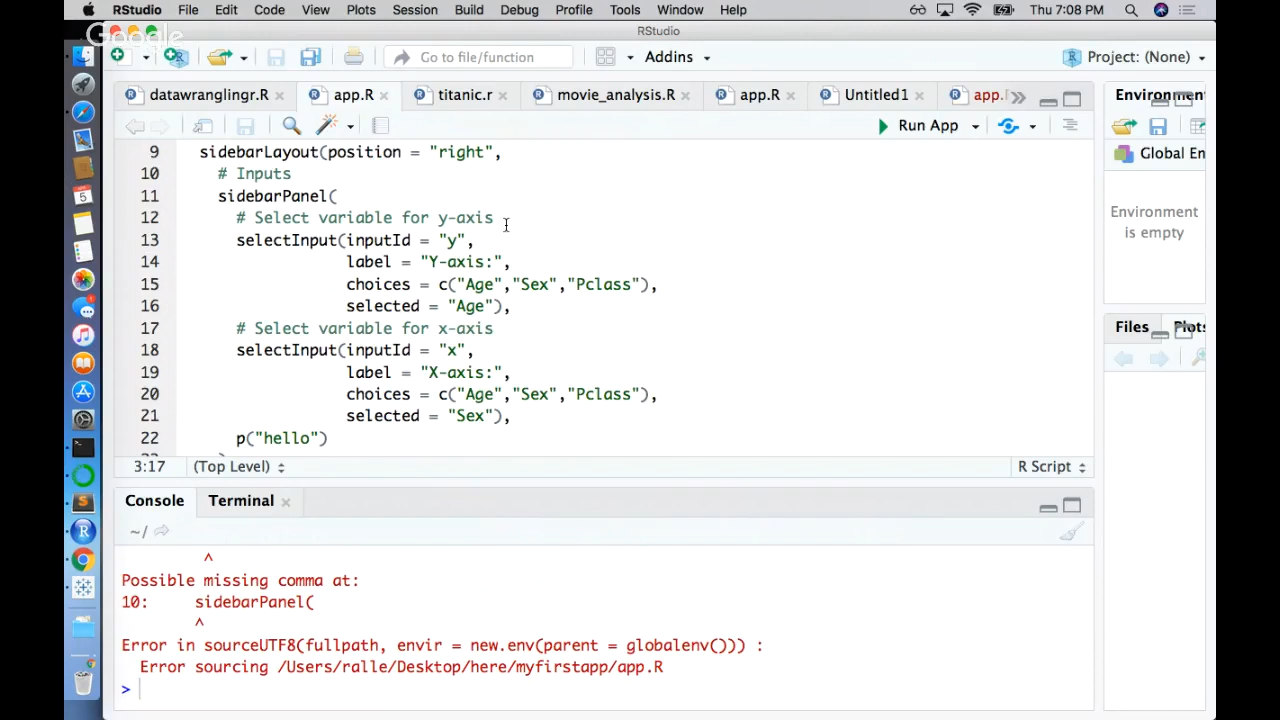 RStudio File Edit Code View Plots Session Build Debug Profile Tools Window Help Thu 7:08 PM
Google
RStudio
Go to file/function Addins Project: (None)
datawranglingr.R app.R titanic.r movie_analysis.R app.R Untitled1 app.
Run App
9 sidebarLayout(position = "right",
10 # Inputs
11 sidebarPanel(
12 # Select variable for y-axis
13 selectInput(inputId = "y",
14 label = "Y-axis:",
15 choices = c("Age","Sex","Pclass"),
16 selected = "Age"),
17 # Select variable for x-axis
18 selectInput(inputId = "x",
19 label = "X-axis:",
20 choices = c("Age","Sex","Pclass"),
21 selected = "Sex"),
22 p("hello")
3:17 (Top Level) R Script
Console Terminal
~/
^
Possible missing comma at:
10: sidebarPanel(
^
Error in sourceUTF8(fullpath, envir = new.env(parent = globalenv())) :
Error sourcing /Users/ralle/Desktop/here/myfirstapp/app.R
>
Environment
Global En
Environment
is empty
Files Plots
5